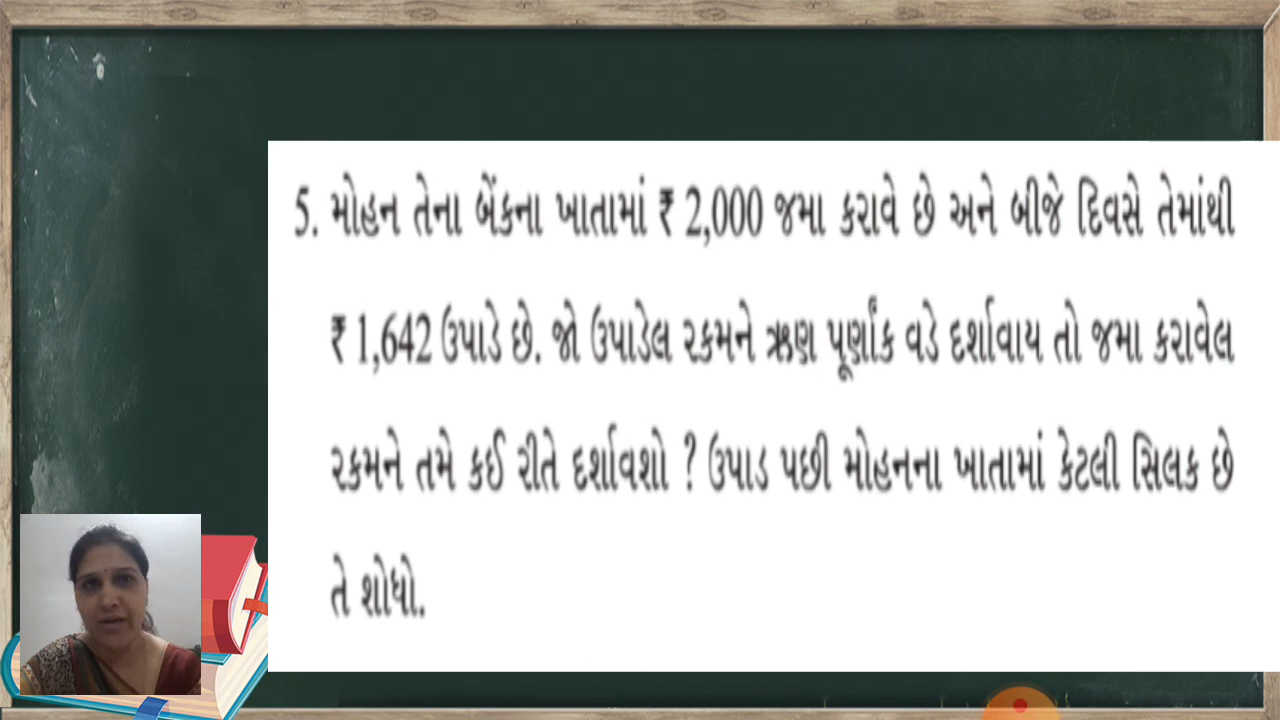 5. મોહન તેના બેંકના ખાતામાં ₹ 2,000 જમા કરાવે છે અને બીજે દિવસે તેમાંથી
₹ 1,642 ઉપાડે છે. જો ઉપાડેલ રકમને ઋણ પૂર્ણાંક વડે દર્શાવાય તો જમા કરાવેલ
રકમને તમે કઈ રીતે દર્શાવશો ? ઉપાડ પછી મોહનના ખાતામાં કેટલી સિલક છે
તે શોધો.